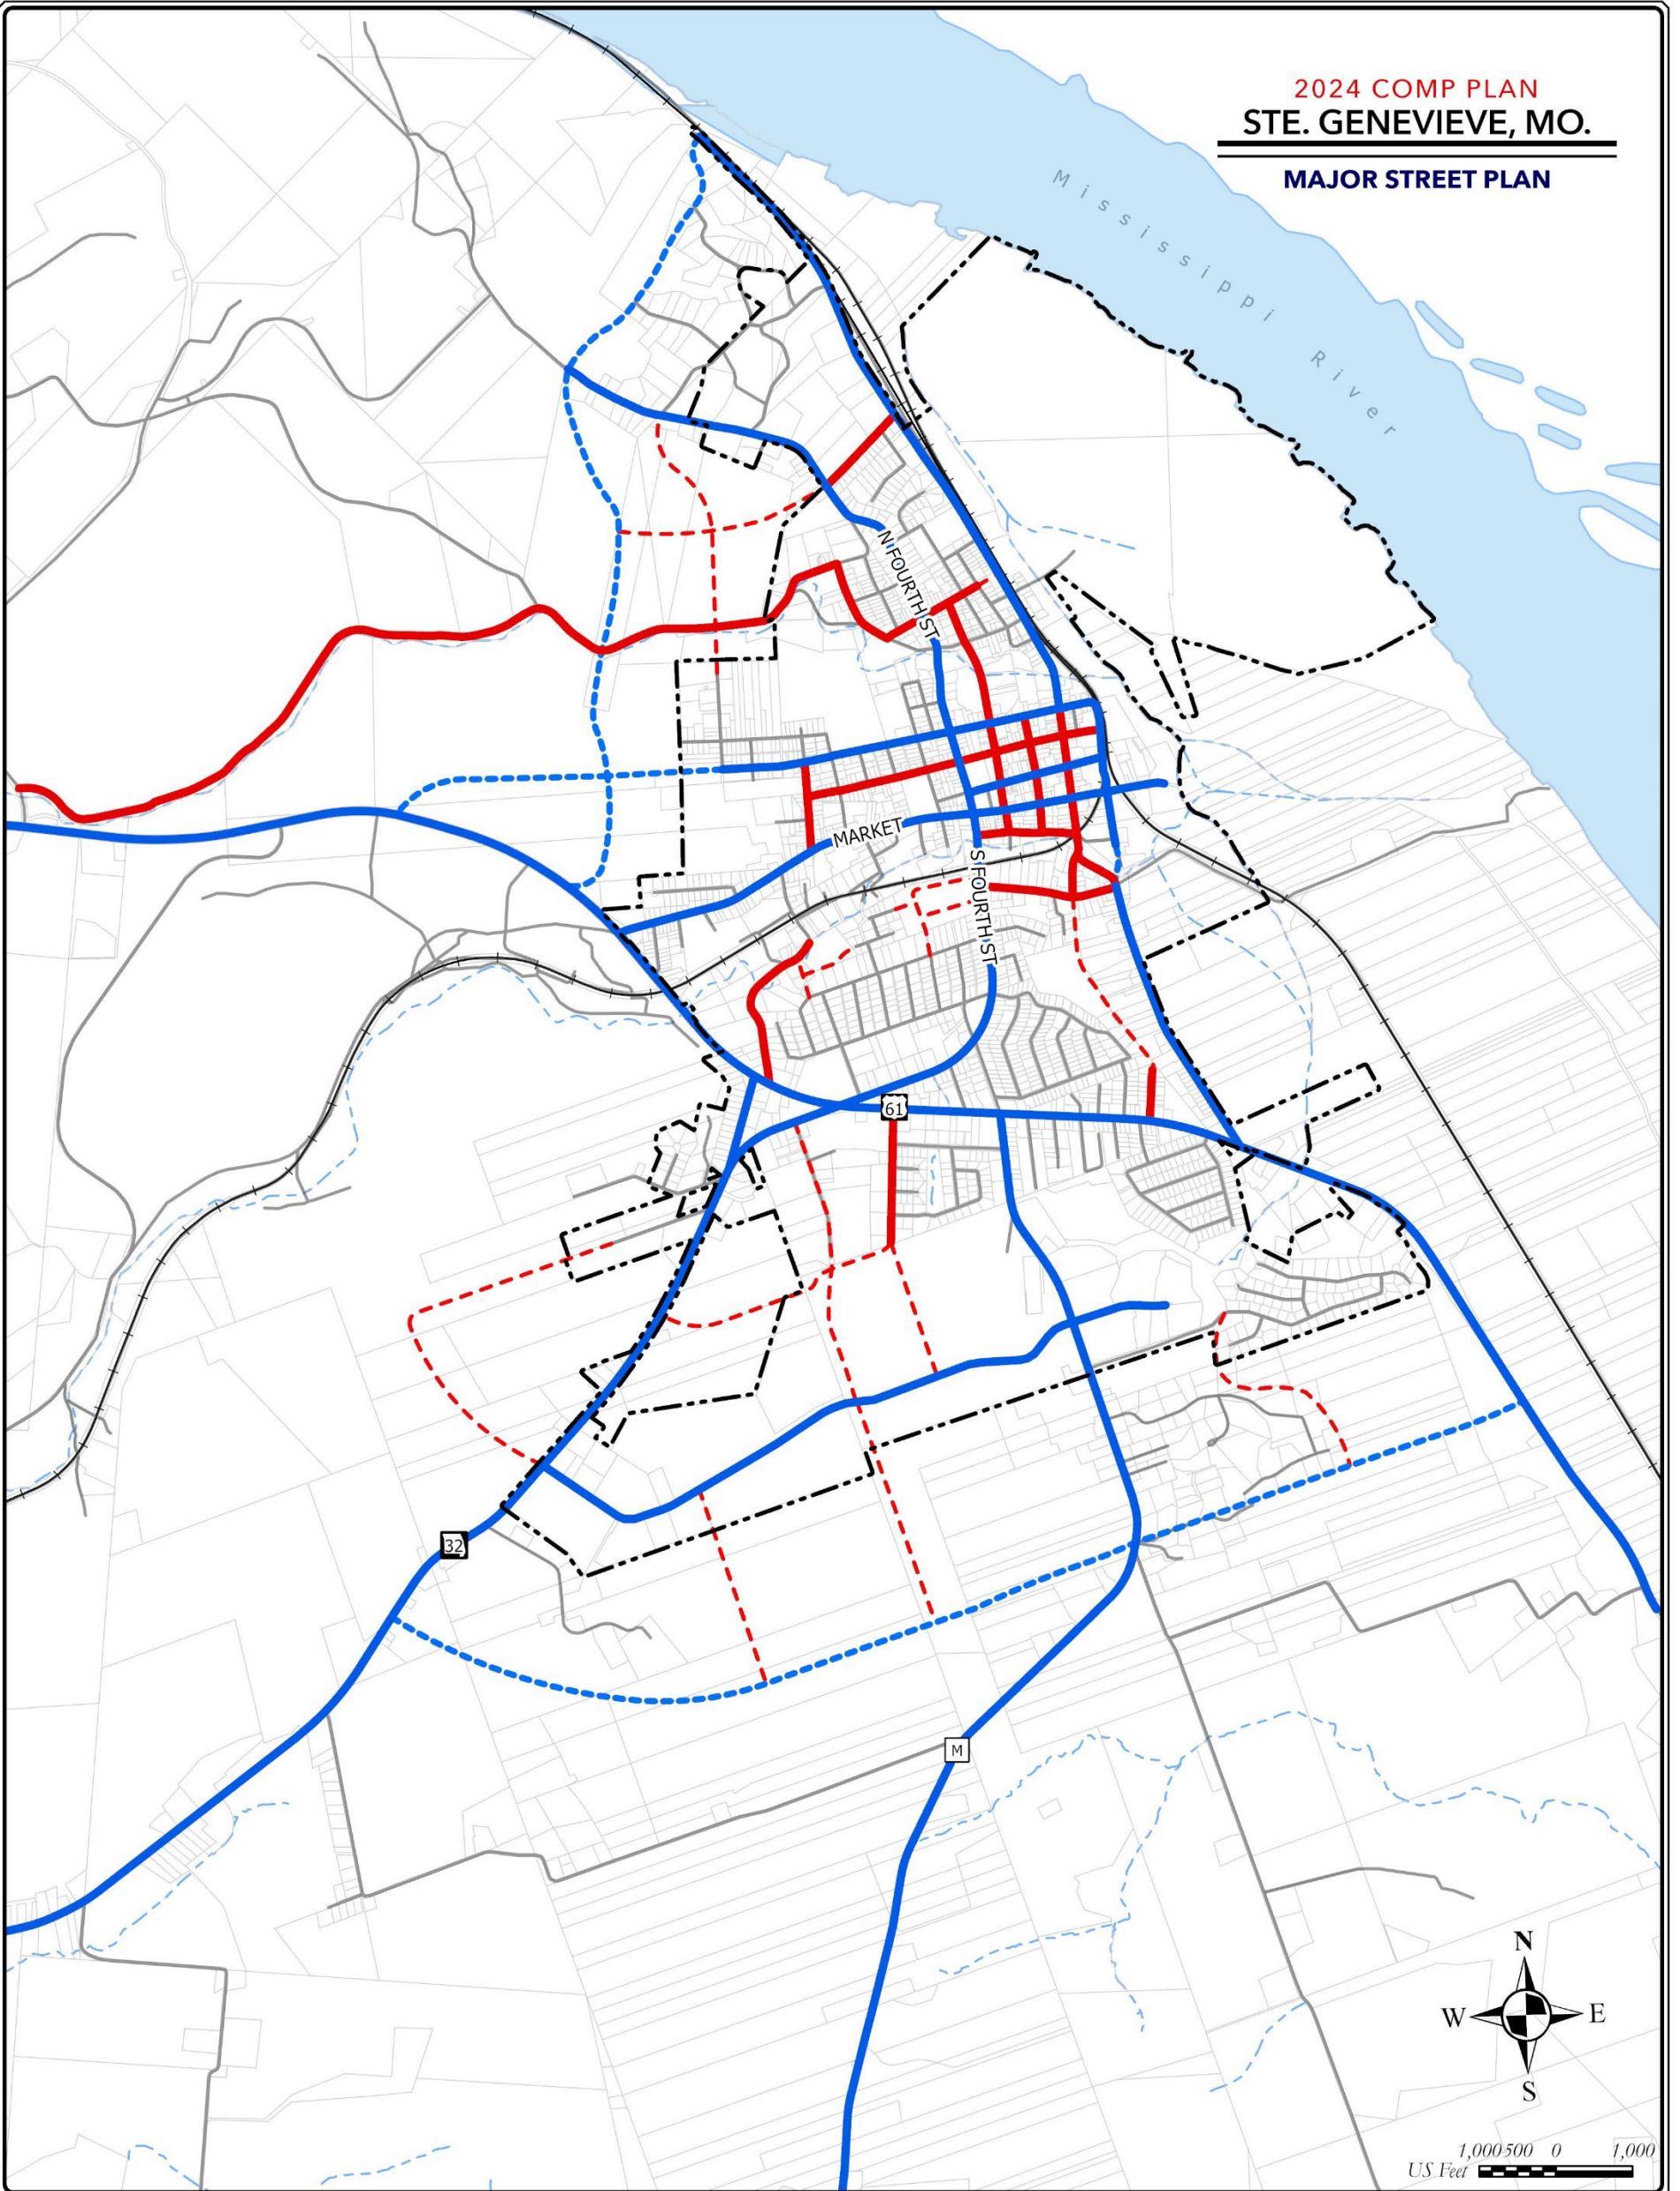 2024 COMP PLAN
STE. GENEVIEVE, MO.
MAJOR STREET PLAN
Mississippi River
N FOURTH ST
MARKET
S FOURTH ST
61
32
M
N
W E
S
1,000 500 0 1,000
US Feet